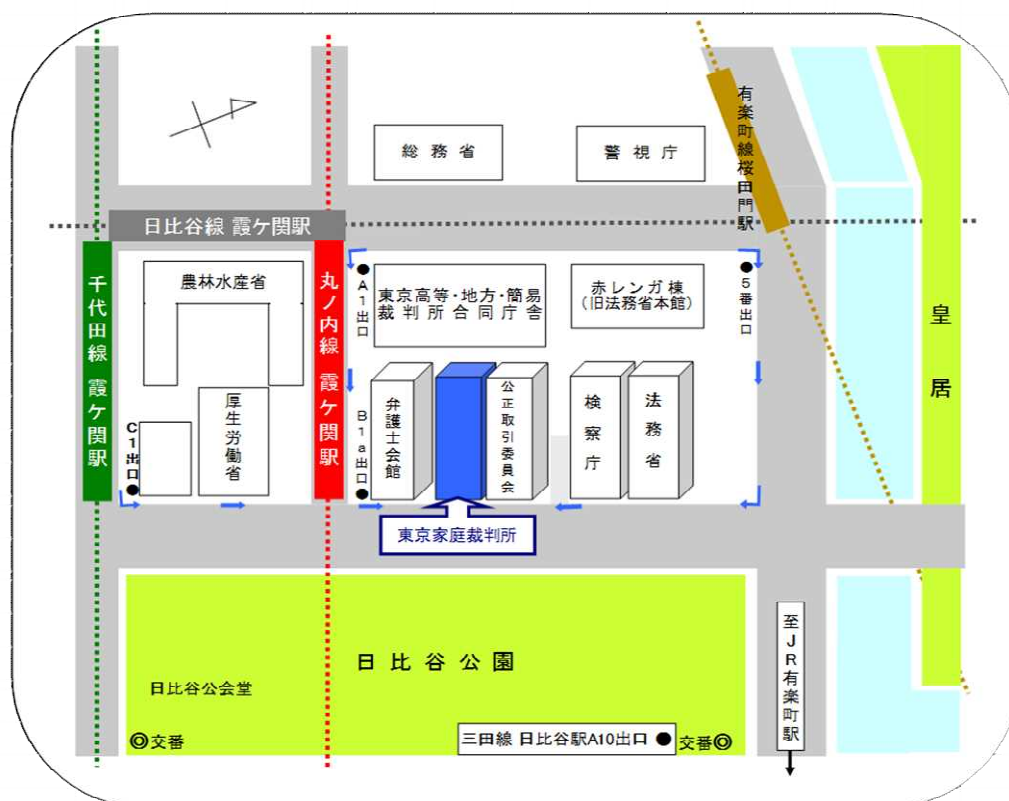 総務省
警視庁
有楽町線桜田門駅
日比谷線 霞ケ関駅
千代田線 霞ケ関駅
丸ノ内線 霞ケ関駅
農林水産省
A1出口
東京高等・地方・簡易
裁判所合同庁舎
赤レンガ棟
(旧法務省本館)
5番出口
皇居
厚生労働省
C1出口
B1a出口
弁護士会館
公正取引委員会
検察庁
法務省
東京家庭裁判所
日比谷公園
日比谷公会堂
至JR有楽町駅
◎交番
三田線 日比谷駅A10出口 ●
交番◎